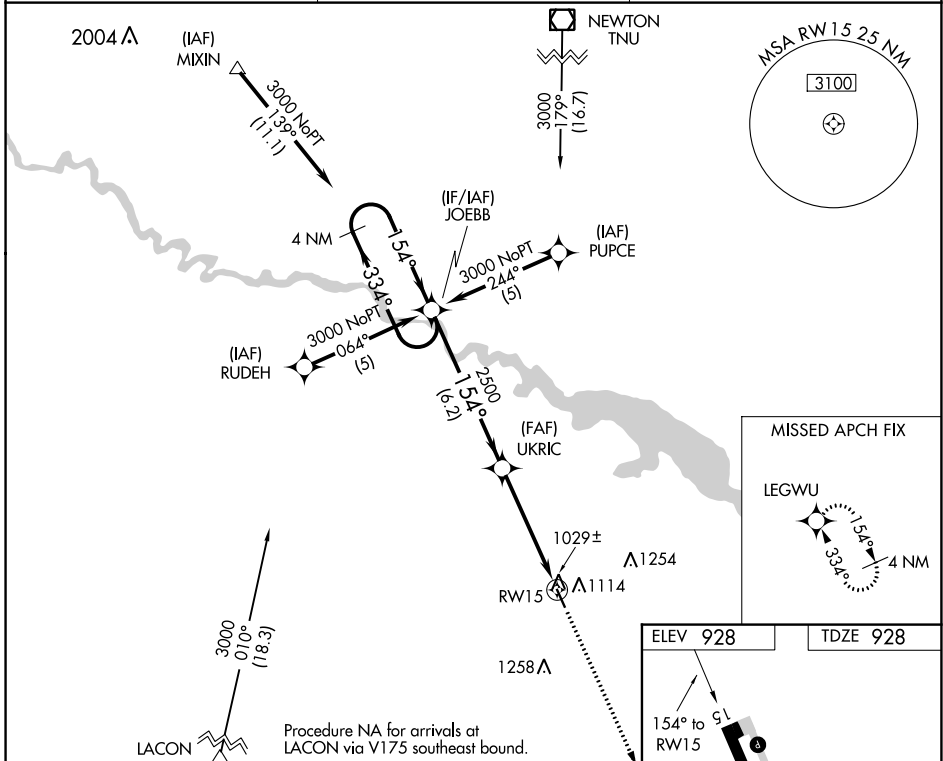 2004
(IAF)
MIXIN
3000 NoPT
139°
(11.1)
NEWTON
TNU
3000
179°
(16.7)
MSA RW15 25 NM
3100
(IF/IAF)
JOEBB
4 NM
154°
334°
(IAF)
PUPCE
3000 NoPT
244°
(5)
3000 NoPT
064°
(5)
(IAF)
RUDEH
2500
154°
(6.2)
(FAF)
UKRIC
MISSED APCH FIX
LEGWU
154°
334°
4 NM
1029±
1254
1114
RW15
1258
3000
010°
(18.3)
LACON
Procedure NA for arrivals at
LACON via V175 southeast bound.
ELEV 928
TDZE 928
154° to
RW15
15
P